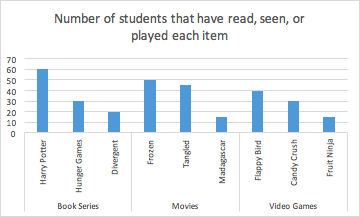 Number of students that have read, seen, or
played each item
70
60
50
40
30
20
10
0
Harry Potter
Hunger Games
Divergent
Frozen
Tangled
Madagascar
Flappy Bird
Candy Crush
Fruit Ninja
Book Series
Movies
Video Games